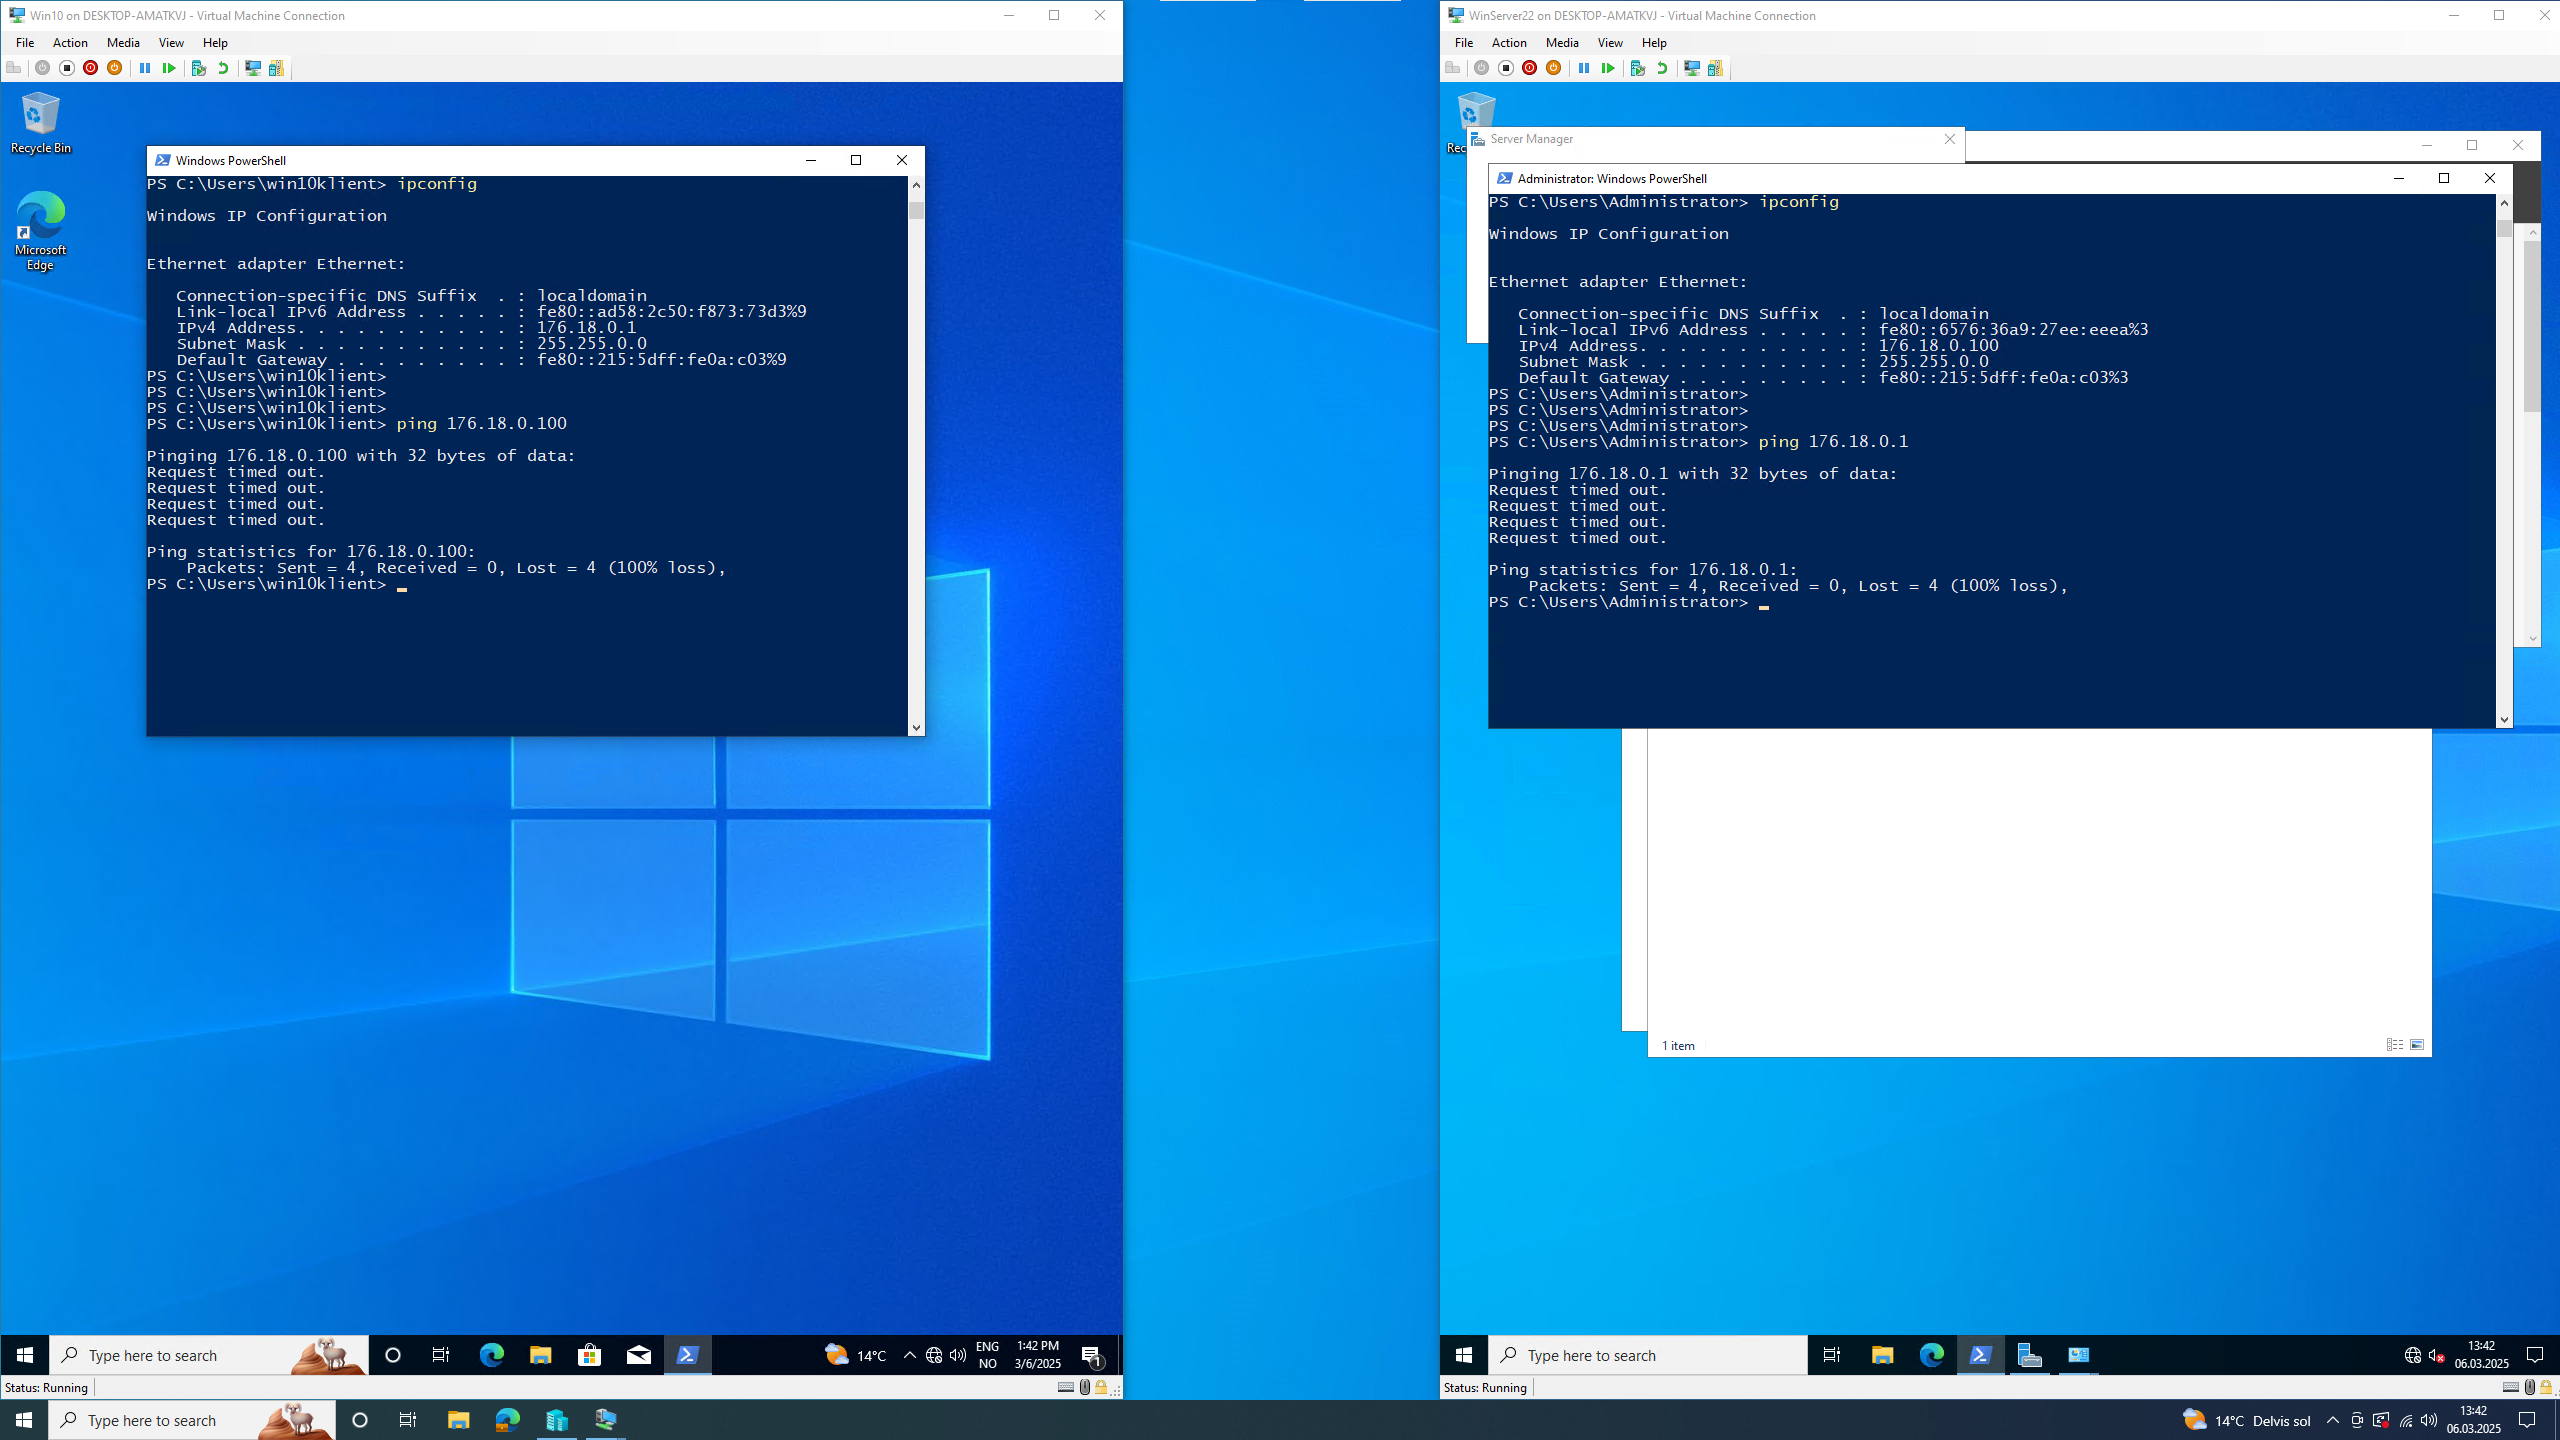 Win10 on DESKTOP-AMATKVJ - Virtual Machine Connection
File Action Media View Help
Recycle Bin
Microsoft
Edge
Windows PowerShell
PS C:\Users\win10klient> ipconfig
Windows IP Configuration
Ethernet adapter Ethernet:
Connection-specific DNS Suffix . : localdomain
Link-local IPv6 Address . . . . . : fe80::ad58:2c50:f873:73d3%9
IPv4 Address. . . . . . . . . . . : 176.18.0.1
Subnet Mask . . . . . . . . . . . : 255.255.0.0
Default Gateway . . . . . . . . . : fe80::215:5dff:fe0a:c03%9
PS C:\Users\win10klient>
PS C:\Users\win10klient>
PS C:\Users\win10klient>
PS C:\Users\win10klient> ping 176.18.0.100
Pinging 176.18.0.100 with 32 bytes of data:
Request timed out.
Request timed out.
Request timed out.
Request timed out.
Ping statistics for 176.18.0.100:
Packets: Sent = 4, Received = 0, Lost = 4 (100% loss),
PS C:\Users\win10klient>
Type here to search
14°C
ENG
NO
1:42 PM
3/6/2025
1
Status: Running
WinServer22 on DESKTOP-AMATKVJ - Virtual Machine Connection
File Action Media View Help
Rec
Server Manager
Administrator: Windows PowerShell
PS C:\Users\Administrator> ipconfig
Windows IP Configuration
Ethernet adapter Ethernet:
Connection-specific DNS Suffix . : localdomain
Link-local IPv6 Address . . . . . : fe80::6576:36a9:27ee:eeea%3
IPv4 Address. . . . . . . . . . . : 176.18.0.100
Subnet Mask . . . . . . . . . . . : 255.255.0.0
Default Gateway . . . . . . . . . : fe80::215:5dff:fe0a:c03%3
PS C:\Users\Administrator>
PS C:\Users\Administrator>
PS C:\Users\Administrator>
PS C:\Users\Administrator> ping 176.18.0.1
Pinging 176.18.0.1 with 32 bytes of data:
Request timed out.
Request timed out.
Request timed out.
Request timed out.
Ping statistics for 176.18.0.1:
Packets: Sent = 4, Received = 0, Lost = 4 (100% loss),
PS C:\Users\Administrator>
1 item
Type here to search
13:42
06.03.2025
Status: Running
Type here to search
14°C Delvis sol
13:42
06.03.2025